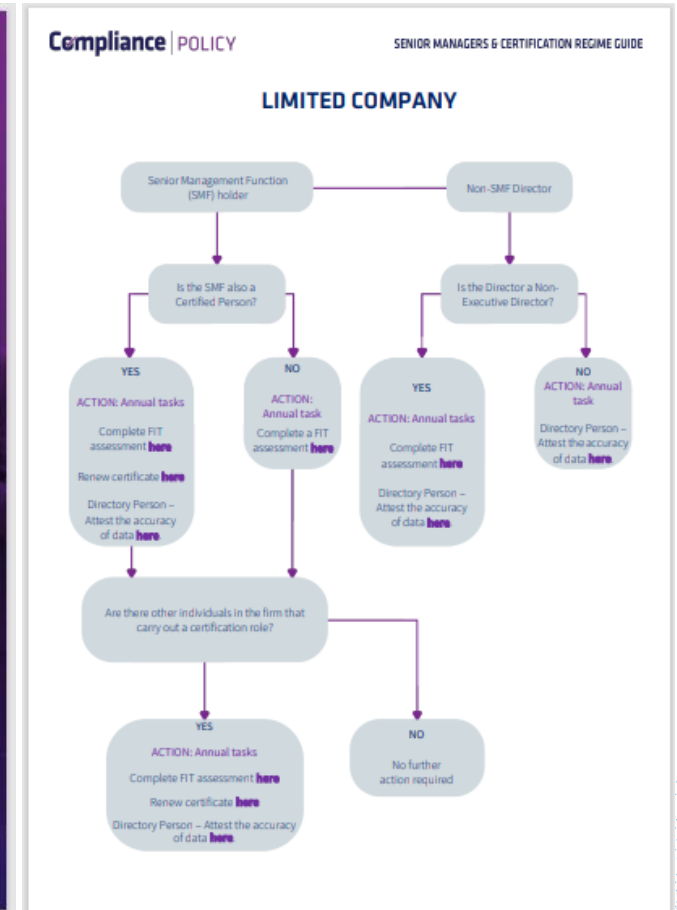 Compliance | POLICY
SENIOR MANAGERS & CERTIFICATION REGIME GUIDE
LIMITED COMPANY
Senior Management Function
(SMF) holder
Non-SMF Director
Is the SMF also a
Certified Person?
Is the Director a Non-
Executive Director?
YES
ACTION: Annual tasks
Complete FIT
assessment here
Renew certificate here
Directory Person –
Attest the accuracy
of data here.
NO
ACTION:
Annual task
Complete a FIT
assessment here
YES
ACTION: Annual tasks
Complete FIT
assessment here
Directory Person –
Attest the accuracy
of data here.
NO
ACTION: Annual
task
Directory Person –
Attest the accuracy
of data here.
Are there other individuals in the firm that
carry out a certification role?
YES
ACTION: Annual tasks
Complete FIT assessment here
Renew certificate here
Directory Person – Attest the accuracy
of data here.
NO
No further
action required